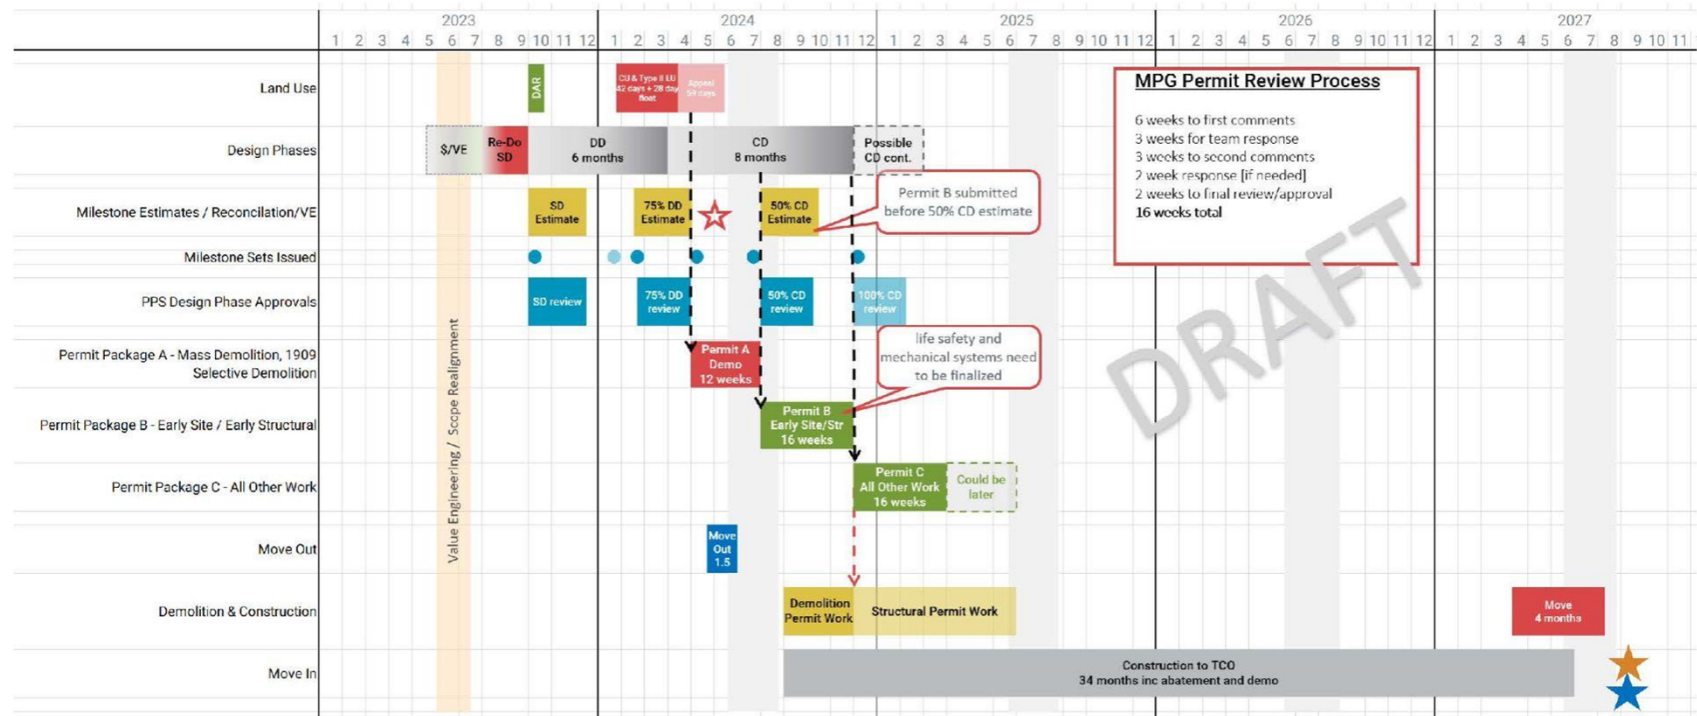 2023 2024 2025 2026 2027
1 2 3 4 5 6 7 8 9 10 11 12 1 2 3 4 5 6 7 8 9 10 11 12 1 2 3 4 5 6 7 8 9 10 11 12 1 2 3 4 5 6 7 8 9 10 11 12 1 2 3 4 5 6 7 8 9 10 11
Land Use
DAR
CU & Type II LU
42 days + 28 day
float
Appeal
59 days
MPG Permit Review Process
6 weeks to first comments
3 weeks for team response
3 weeks to second comments
2 week response [if needed]
2 weeks to final review/approval
16 weeks total
Design Phases
$/VE
Re-Do
SD
DD
6 months
CD
8 months
Possible
CD cont.
Milestone Estimates / Reconcilation/VE
SD
Estimate
75% DD
Estimate
50% CD
Estimate
Permit B submitted
before 50% CD estimate
Milestone Sets Issued
PPS Design Phase Approvals
SD review
75% DD
review
50% CD
review
100% CD
review
DRAFT
Value Engineering / Scope Realignment
Permit Package A - Mass Demolition, 1909
Selective Demolition
Permit A
Demo
12 weeks
life safety and
mechanical systems need
to be finalized
Permit Package B - Early Site / Early Structural
Permit B
Early Site/Str
16 weeks
Permit Package C - All Other Work
Permit C
All Other Work
16 weeks
Could be
later
Move Out
Move
Out
1.5
Demolition & Construction
Demolition
Permit Work
Structural Permit Work
Move
4 months
Move In
Construction to TCO
34 months inc abatement and demo